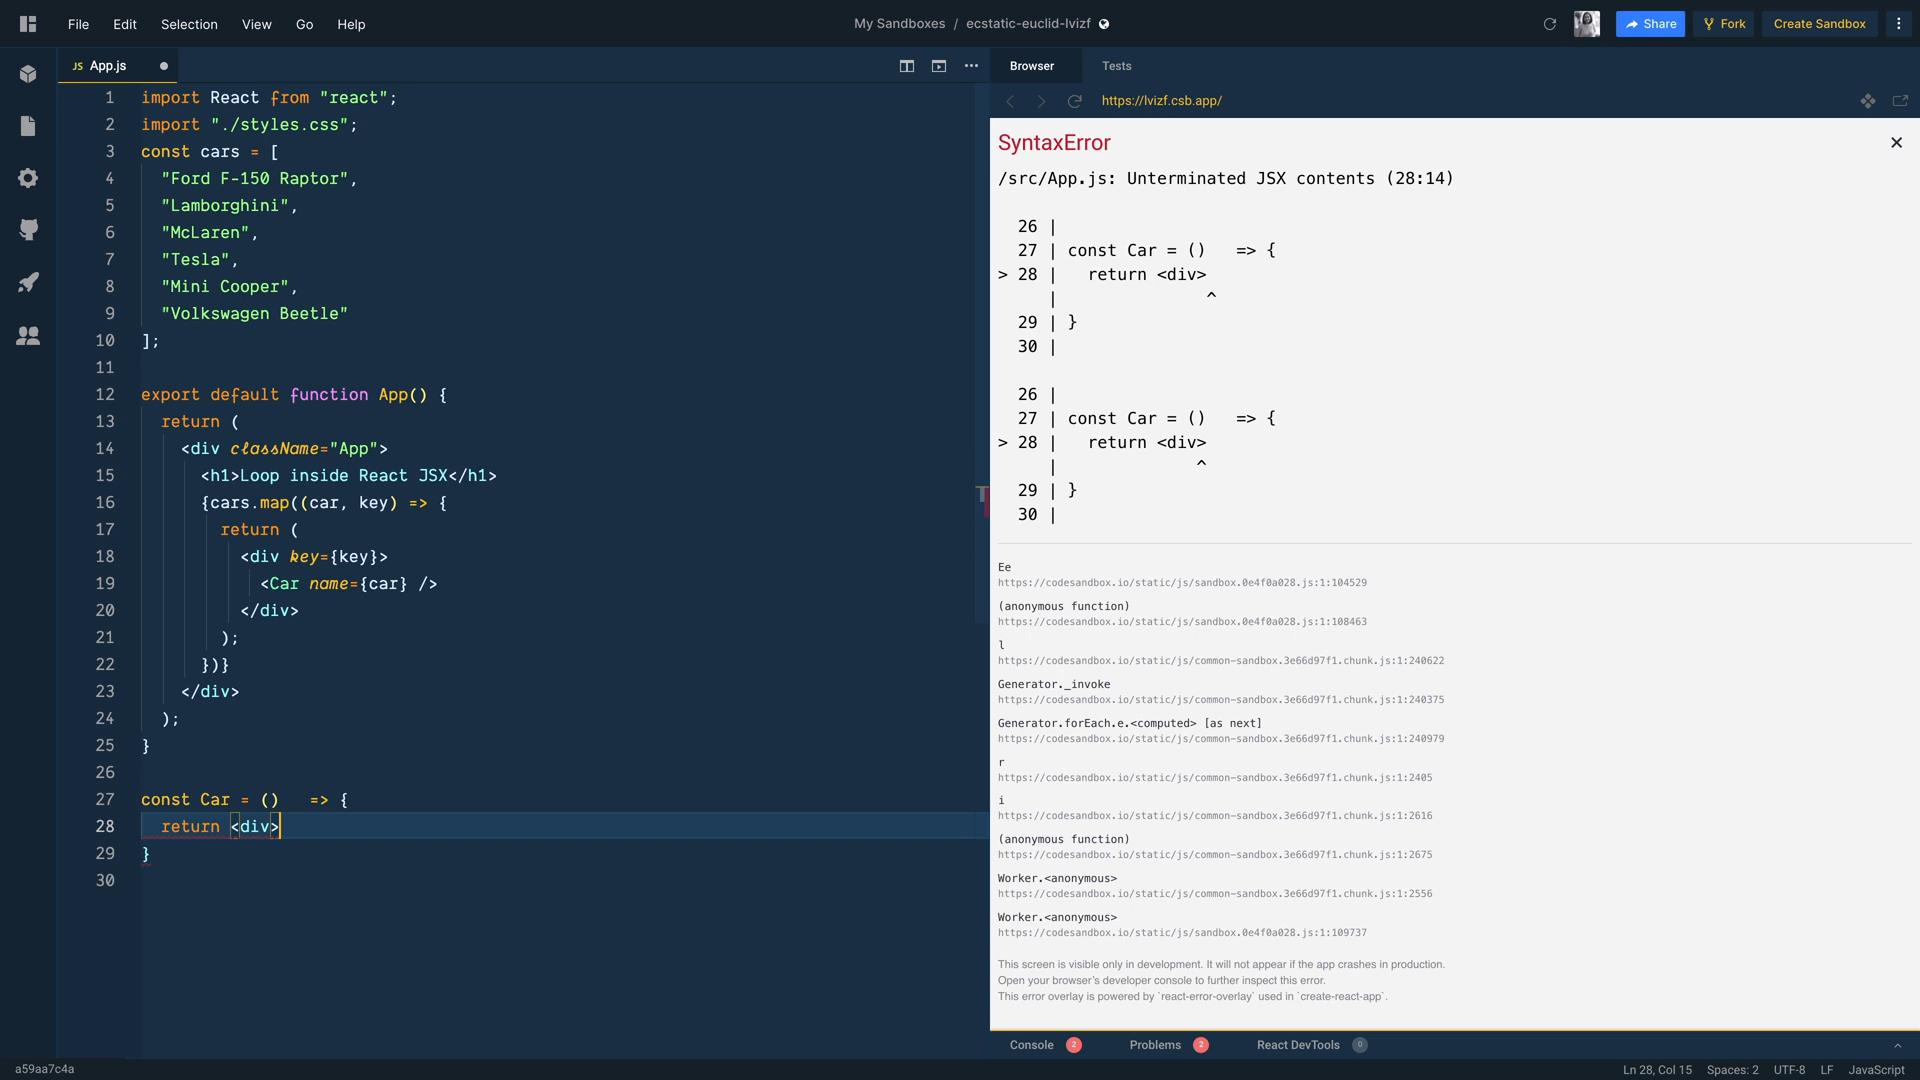 File Edit Selection View Go Help
My Sandboxes / ecstatic-euclid-lvizf
Share Fork Create Sandbox
JS App.js
Browser Tests
https://lvizf.csb.app/
1 import React from "react";
2 import "./styles.css";
3 const cars = [
4 "Ford F-150 Raptor",
5 "Lamborghini",
6 "McLaren",
7 "Tesla",
8 "Mini Cooper",
9 "Volkswagen Beetle"
10 ];
11
12 export default function App() {
13 return (
14 <div className="App">
15 <h1>Loop inside React JSX</h1>
16 {cars.map((car, key) => {
17 return (
18 <div key={key}>
19 <Car name={car} />
20 </div>
21 );
22 })}
23 </div>
24 );
25 }
26
27 const Car = () => {
28 return <div>
29 }
30
SyntaxError
/src/App.js: Unterminated JSX contents (28:14)
26 |
27 | const Car = () => {
> 28 | return <div>
| ^
29 | }
30 |
26 |
27 | const Car = () => {
> 28 | return <div>
| ^
29 | }
30 |
Ee
https://codesandbox.io/static/js/sandbox.0e4f0a028.js:1:104529
(anonymous function)
https://codesandbox.io/static/js/sandbox.0e4f0a028.js:1:108463
l
https://codesandbox.io/static/js/common-sandbox.3e66d97f1.chunk.js:1:240622
Generator._invoke
https://codesandbox.io/static/js/common-sandbox.3e66d97f1.chunk.js:1:240375
Generator.forEach.e.<computed> [as next]
https://codesandbox.io/static/js/common-sandbox.3e66d97f1.chunk.js:1:240979
r
https://codesandbox.io/static/js/common-sandbox.3e66d97f1.chunk.js:1:2405
i
https://codesandbox.io/static/js/common-sandbox.3e66d97f1.chunk.js:1:2616
(anonymous function)
https://codesandbox.io/static/js/common-sandbox.3e66d97f1.chunk.js:1:2675
Worker.<anonymous>
https://codesandbox.io/static/js/common-sandbox.3e66d97f1.chunk.js:1:2556
Worker.<anonymous>
https://codesandbox.io/static/js/sandbox.0e4f0a028.js:1:109737
This screen is visible only in development. It will not appear if the app crashes in production.
Open your browser's developer console to further inspect this error.
This error overlay is powered by `react-error-overlay` used in `create-react-app`.
Console 2 Problems 2 React DevTools 0
a59aa7c4a
Ln 28, Col 15 Spaces: 2 UTF-8 LF JavaScript